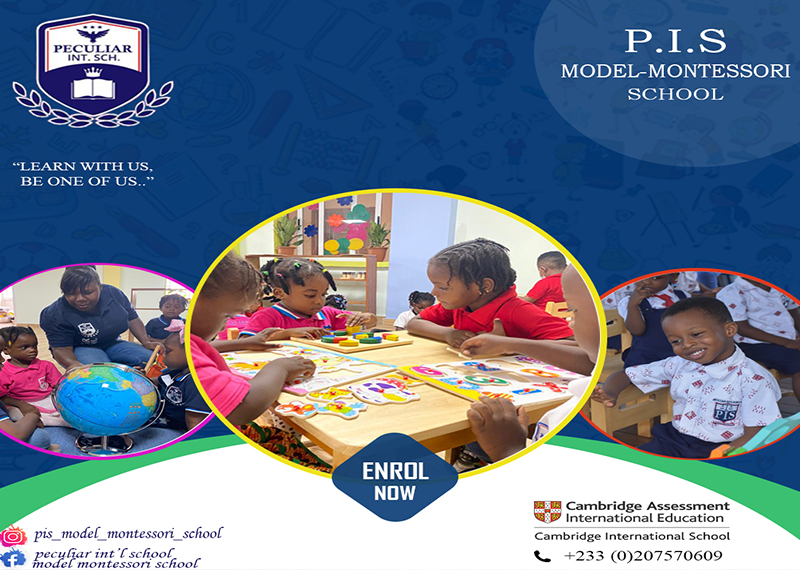 PECULIAR
INT. SCH.
P.I.S
MODEL-MONTESSORI
SCHOOL
“LEARN WITH US,
BE ONE OF US..”
PIS
ENROL
NOW
pis_model_montessori_school
peculiar int'l school
model montessori school
Cambridge Assessment
International Education
Cambridge International School
+233 (0)207570609